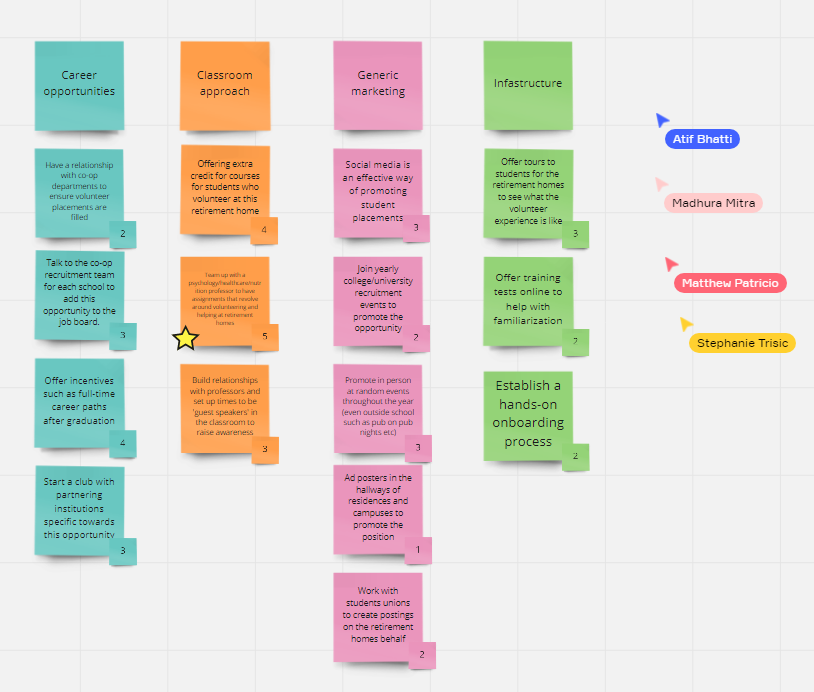 Career
opportunities
Have a relationship
with co-op
departments to
ensure volunteer
placements are
filled
2
Talk to the co-op
recruitment team
for each school to
add this
opportunity to the
job board.
3
Offer incentives
such as full-time
career paths
after graduation
4
Start a club with
partnering
institutions
specific towards
this opportunity
3
Classroom
approach
Offering extra
credit for courses
for students who
volunteer at this
retirement home
4
Team up with a
psychology/healthcare/nutr
ition professor to have
assignments that revolve
around volunteering and
helping at retirement
homes
5
Build relationships
with professors and
set up times to be
'guest speakers' in
the classroom to
raise awareness
3
Generic
marketing
Social media is
an effective way
of promoting
student
placements
3
Join yearly
college/university
recruitment
events to
promote the
opportunity
2
Promote in person
at random events
throughout the year
(even outside school
such as pub on pub
nights etc)
3
Ad posters in the
hallways of
residences and
campuses to
promote the
position
1
Work with
students unions
to create postings
on the retirement
homes behalf
2
Infastructure
Offer tours to
students for the
retirement homes
to see what the
volunteer
experience is like
3
Offer training
tests online to
help with
familiarization
2
Establish a
hands-on
onboarding
process
2
Atif Bhatti
Madhura Mitra
Matthew Patricio
Stephanie Trisic